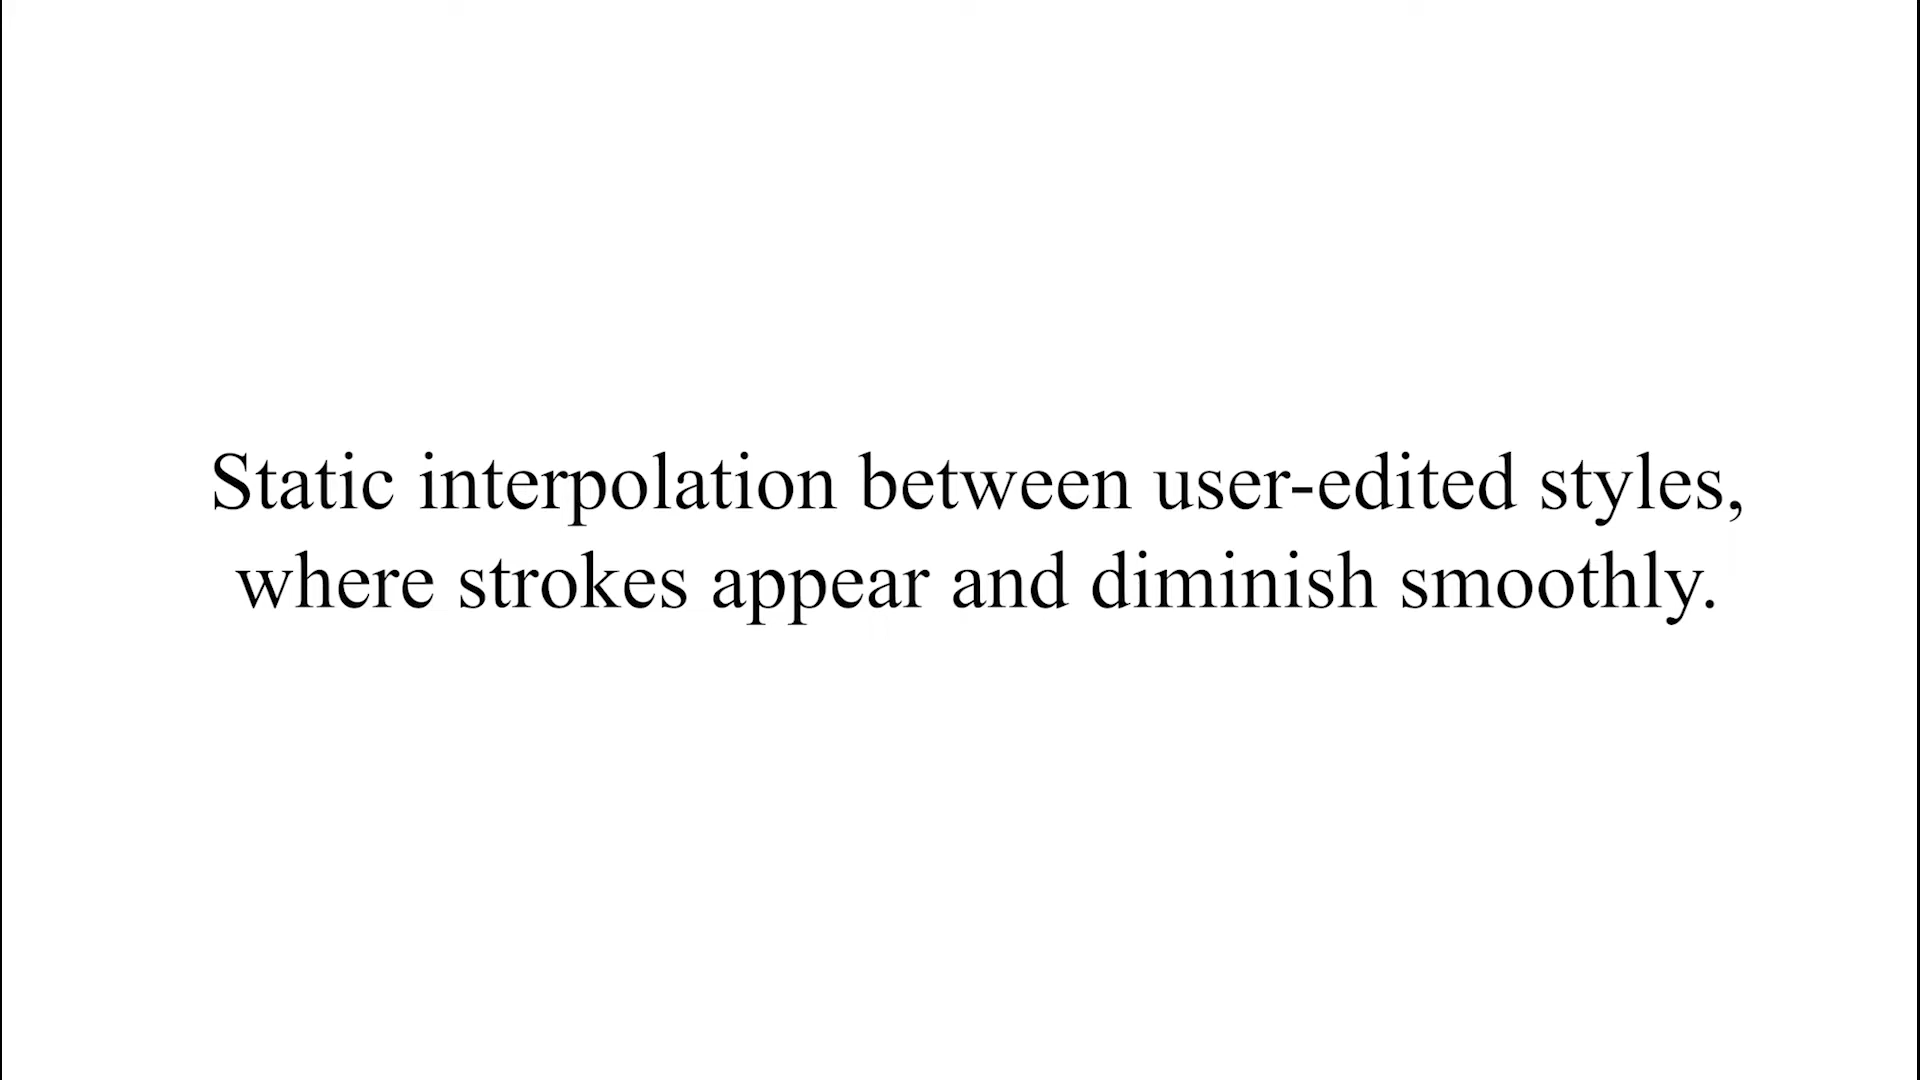 Static interpolation between user-edited styles,
where strokes appear and diminish smoothly.